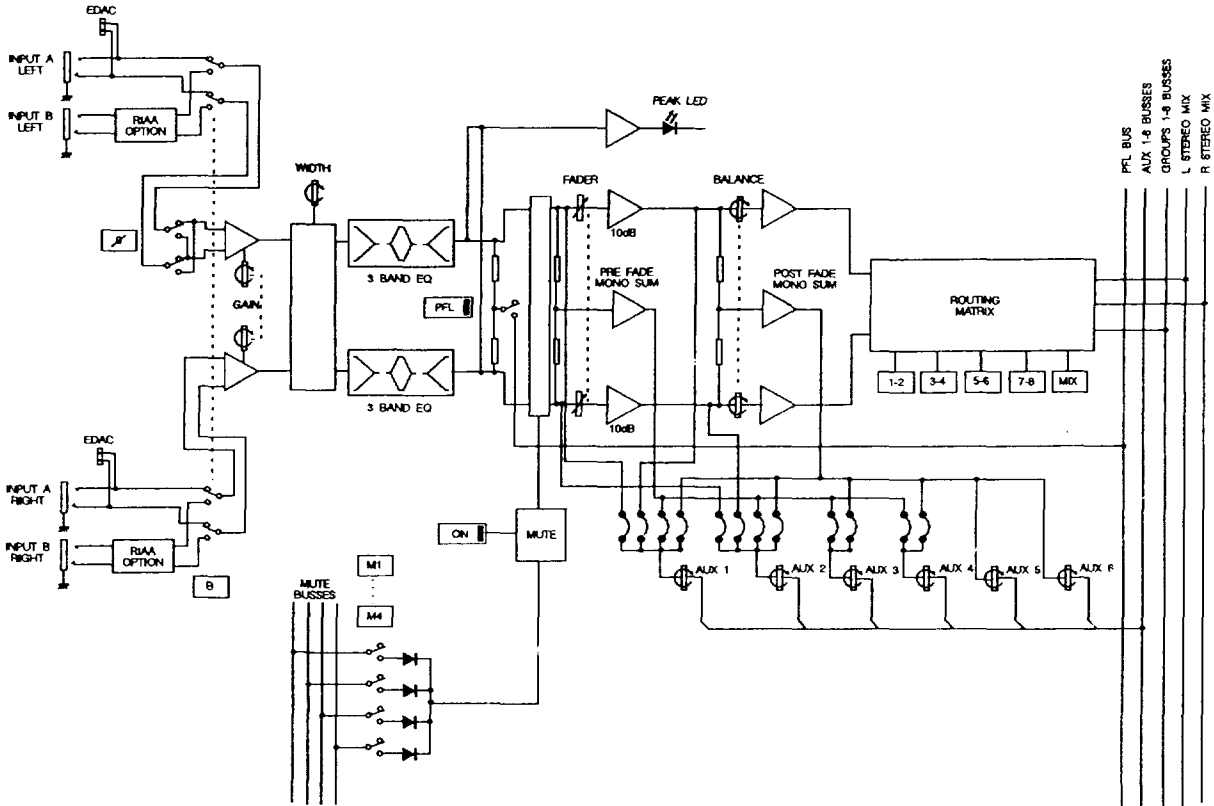 EDAC
INPUT A
LEFT
INPUT B
LEFT
RIAA
OPTION
PEAK LED
WIDTH
FADER
BALANCE
ø
10dB
3 BAND EQ
GAIN
PRE FADE
MONO SUM
POST FADE
MONO SUM
PFL
ROUTING
MATRIX
1-2
3-4
5-6
7-8
MIX
3 BAND EQ
10dB
EDAC
INPUT A
RIGHT
INPUT B
RIGHT
RIAA
OPTION
B
ON
MUTE
M1
M4
MUTE
BUSSES
AUX 1
AUX 2
AUX 3
AUX 4
AUX 5
AUX 6
PFL BUS
AUX 1-6 BUSSES
GROUPS 1-8 BUSSES
L STEREO MIX
R STEREO MIX